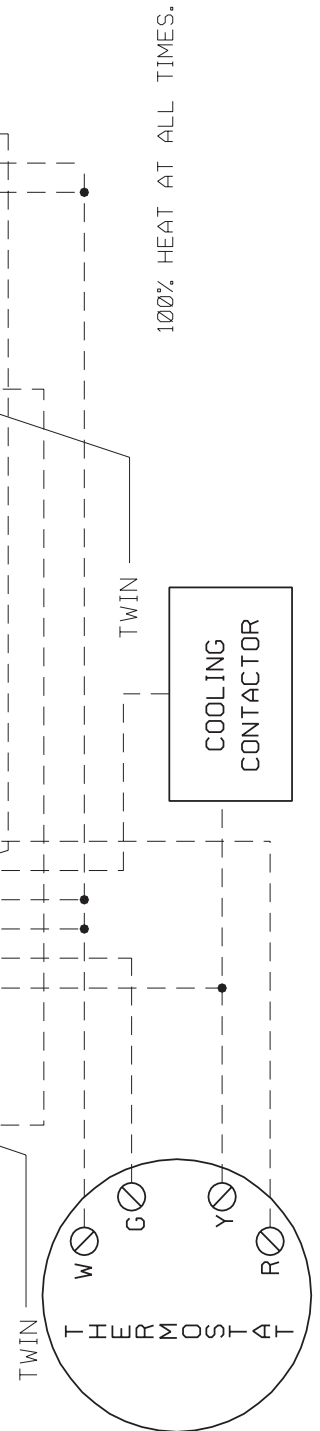 100% HEAT AT ALL TIMES.
TWIN
COOLING
CONTACTOR
TWIN
THERMOSTAT
W
G
Y
R